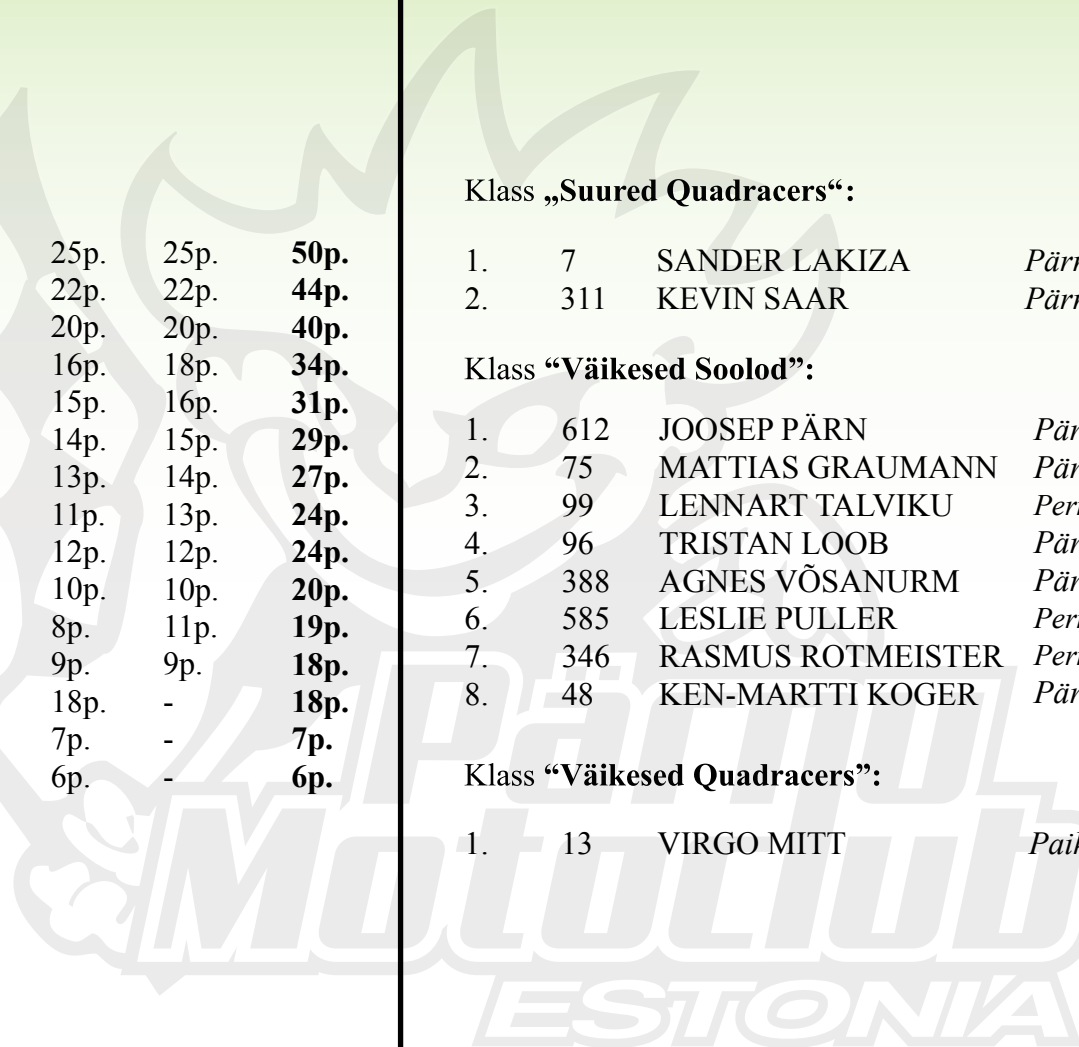 25p. 25p. 50p.
22p. 22p. 44p.
20p. 20p. 40p.
16p. 18p. 34p.
15p. 16p. 31p.
14p. 15p. 29p.
13p. 14p. 27p.
11p. 13p. 24p.
12p. 12p. 24p.
10p. 10p. 20p.
8p. 11p. 19p.
9p. 9p. 18p.
18p. - 18p.
7p. - 7p.
6p. - 6p.
Klass „Suured Quadracers“:
1. 7 SANDER LAKIZA
2. 311 KEVIN SAAR
Klass “Väikesed Soolod”:
1. 612 JOOSEP PÄRN
2. 75 MATTIAS GRAUMANN
3. 99 LENNART TALVIKU
4. 96 TRISTAN LOOB
5. 388 AGNES VÕSANURM
6. 585 LESLIE PULLER
7. 346 RASMUS ROTMEISTER
8. 48 KEN-MARTTI KOGER
Klass “Väikesed Quadracers”:
1. 13 VIRGO MITT
Pärnu
Motoclub
ESTONIA